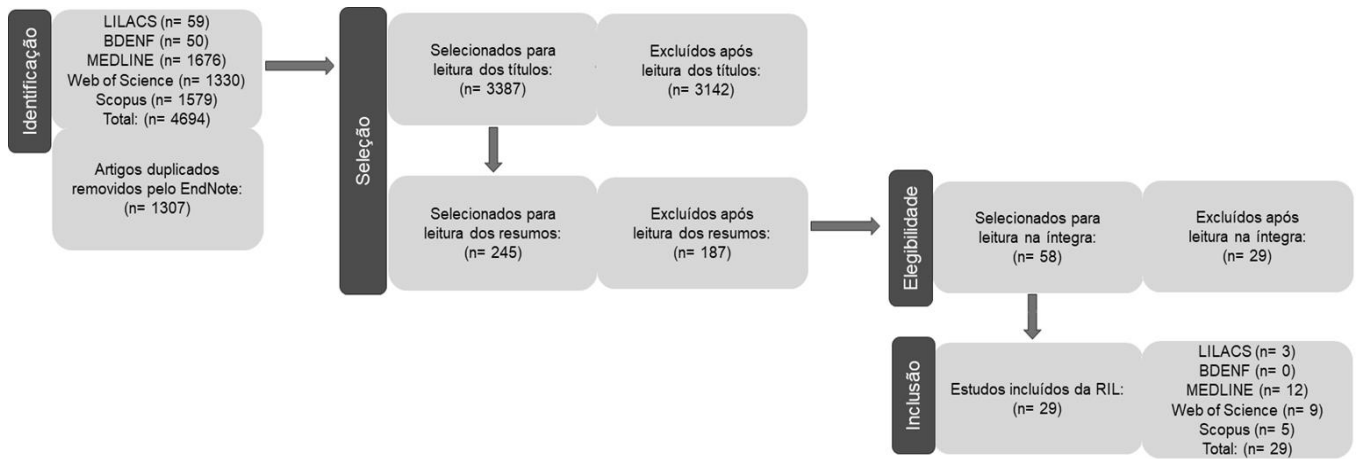 Identificação
LILACS (n= 59)
BDENF (n= 50)
MEDLINE (n= 1676)
Web of Science (n= 1330)
Scopus (n= 1579)
Total: (n= 4694)
Artigos duplicados
removidos pelo EndNote:
(n= 1307)
Seleção
Selecionados para
leitura dos títulos:
(n= 3387)
Excluídos após
leitura dos títulos:
(n= 3142)
Selecionados para
leitura dos resumos:
(n= 245)
Excluídos após
leitura dos resumos:
(n= 187)
Elegibilidade
Selecionados para
leitura na íntegra:
(n= 58)
Excluídos após
leitura na íntegra:
(n= 29)
Inclusão
Estudos incluídos da RIL:
(n= 29)
LILACS (n= 3)
BDENF (n= 0)
MEDLINE (n= 12)
Web of Science (n= 9)
Scopus (n= 5)
Total: (n= 29)